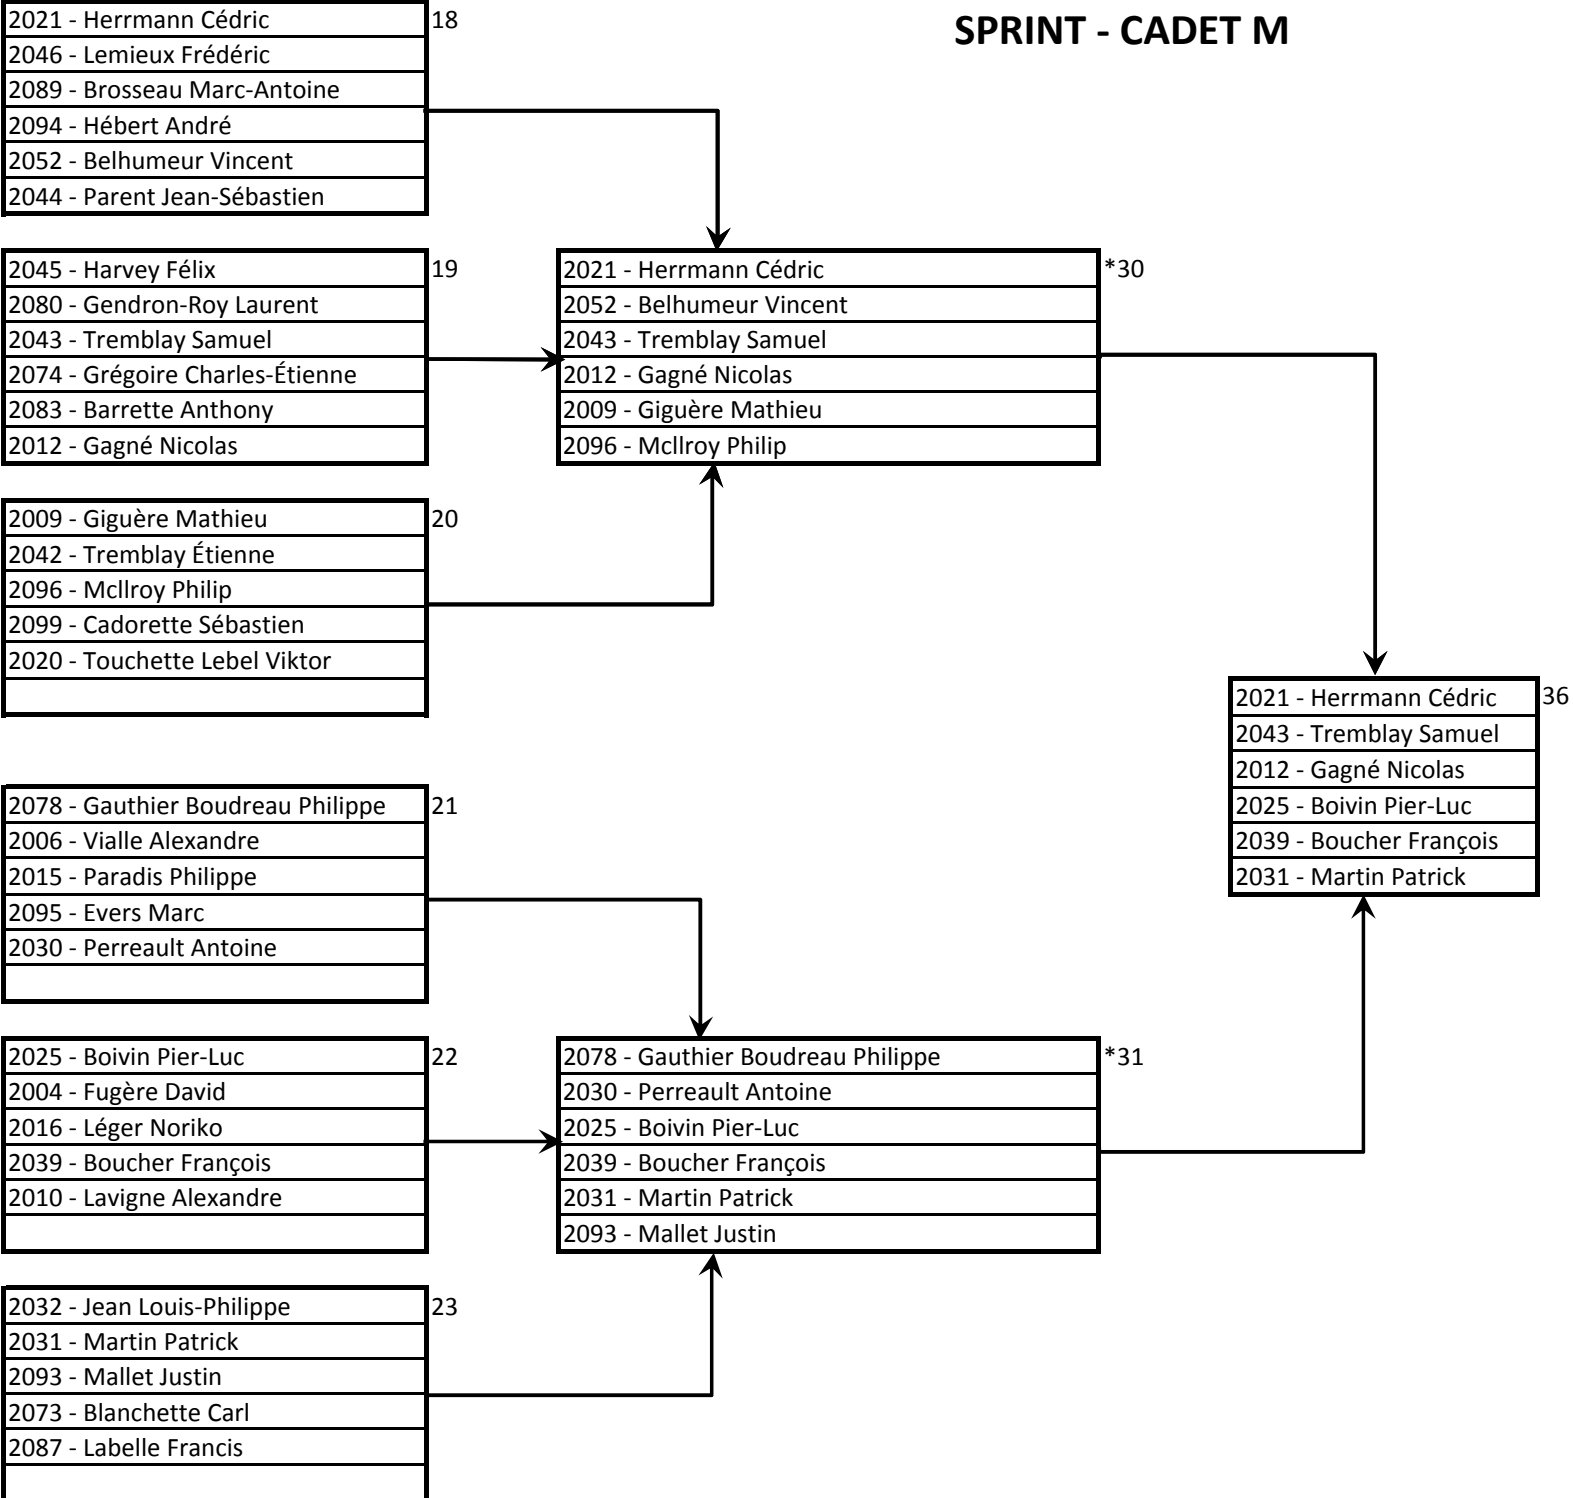 SPRINT - CADET M
2021 - Herrmann Cédric 18
2046 - Lemieux Frédéric
2089 - Brosseau Marc-Antoine
2094 - Hébert André
2052 - Belhumeur Vincent
2044 - Parent Jean-Sébastien
2045 - Harvey Félix 19
2080 - Gendron-Roy Laurent
2043 - Tremblay Samuel
2074 - Grégoire Charles-Étienne
2083 - Barrette Anthony
2012 - Gagné Nicolas
2009 - Giguère Mathieu 20
2042 - Tremblay Étienne
2096 - Mcllroy Philip
2099 - Cadorette Sébastien
2020 - Touchette Lebel Viktor
2078 - Gauthier Boudreau Philippe 21
2006 - Vialle Alexandre
2015 - Paradis Philippe
2095 - Evers Marc
2030 - Perreault Antoine
2025 - Boivin Pier-Luc 22
2004 - Fugère David
2016 - Léger Noriko
2039 - Boucher François
2010 - Lavigne Alexandre
2032 - Jean Louis-Philippe 23
2031 - Martin Patrick
2093 - Mallet Justin
2073 - Blanchette Carl
2087 - Labelle Francis
2021 - Herrmann Cédric *30
2052 - Belhumeur Vincent
2043 - Tremblay Samuel
2012 - Gagné Nicolas
2009 - Giguère Mathieu
2096 - Mcllroy Philip
2078 - Gauthier Boudreau Philippe *31
2030 - Perreault Antoine
2025 - Boivin Pier-Luc
2039 - Boucher François
2031 - Martin Patrick
2093 - Mallet Justin
2021 - Herrmann Cédric 36
2043 - Tremblay Samuel
2012 - Gagné Nicolas
2025 - Boivin Pier-Luc
2039 - Boucher François
2031 - Martin Patrick